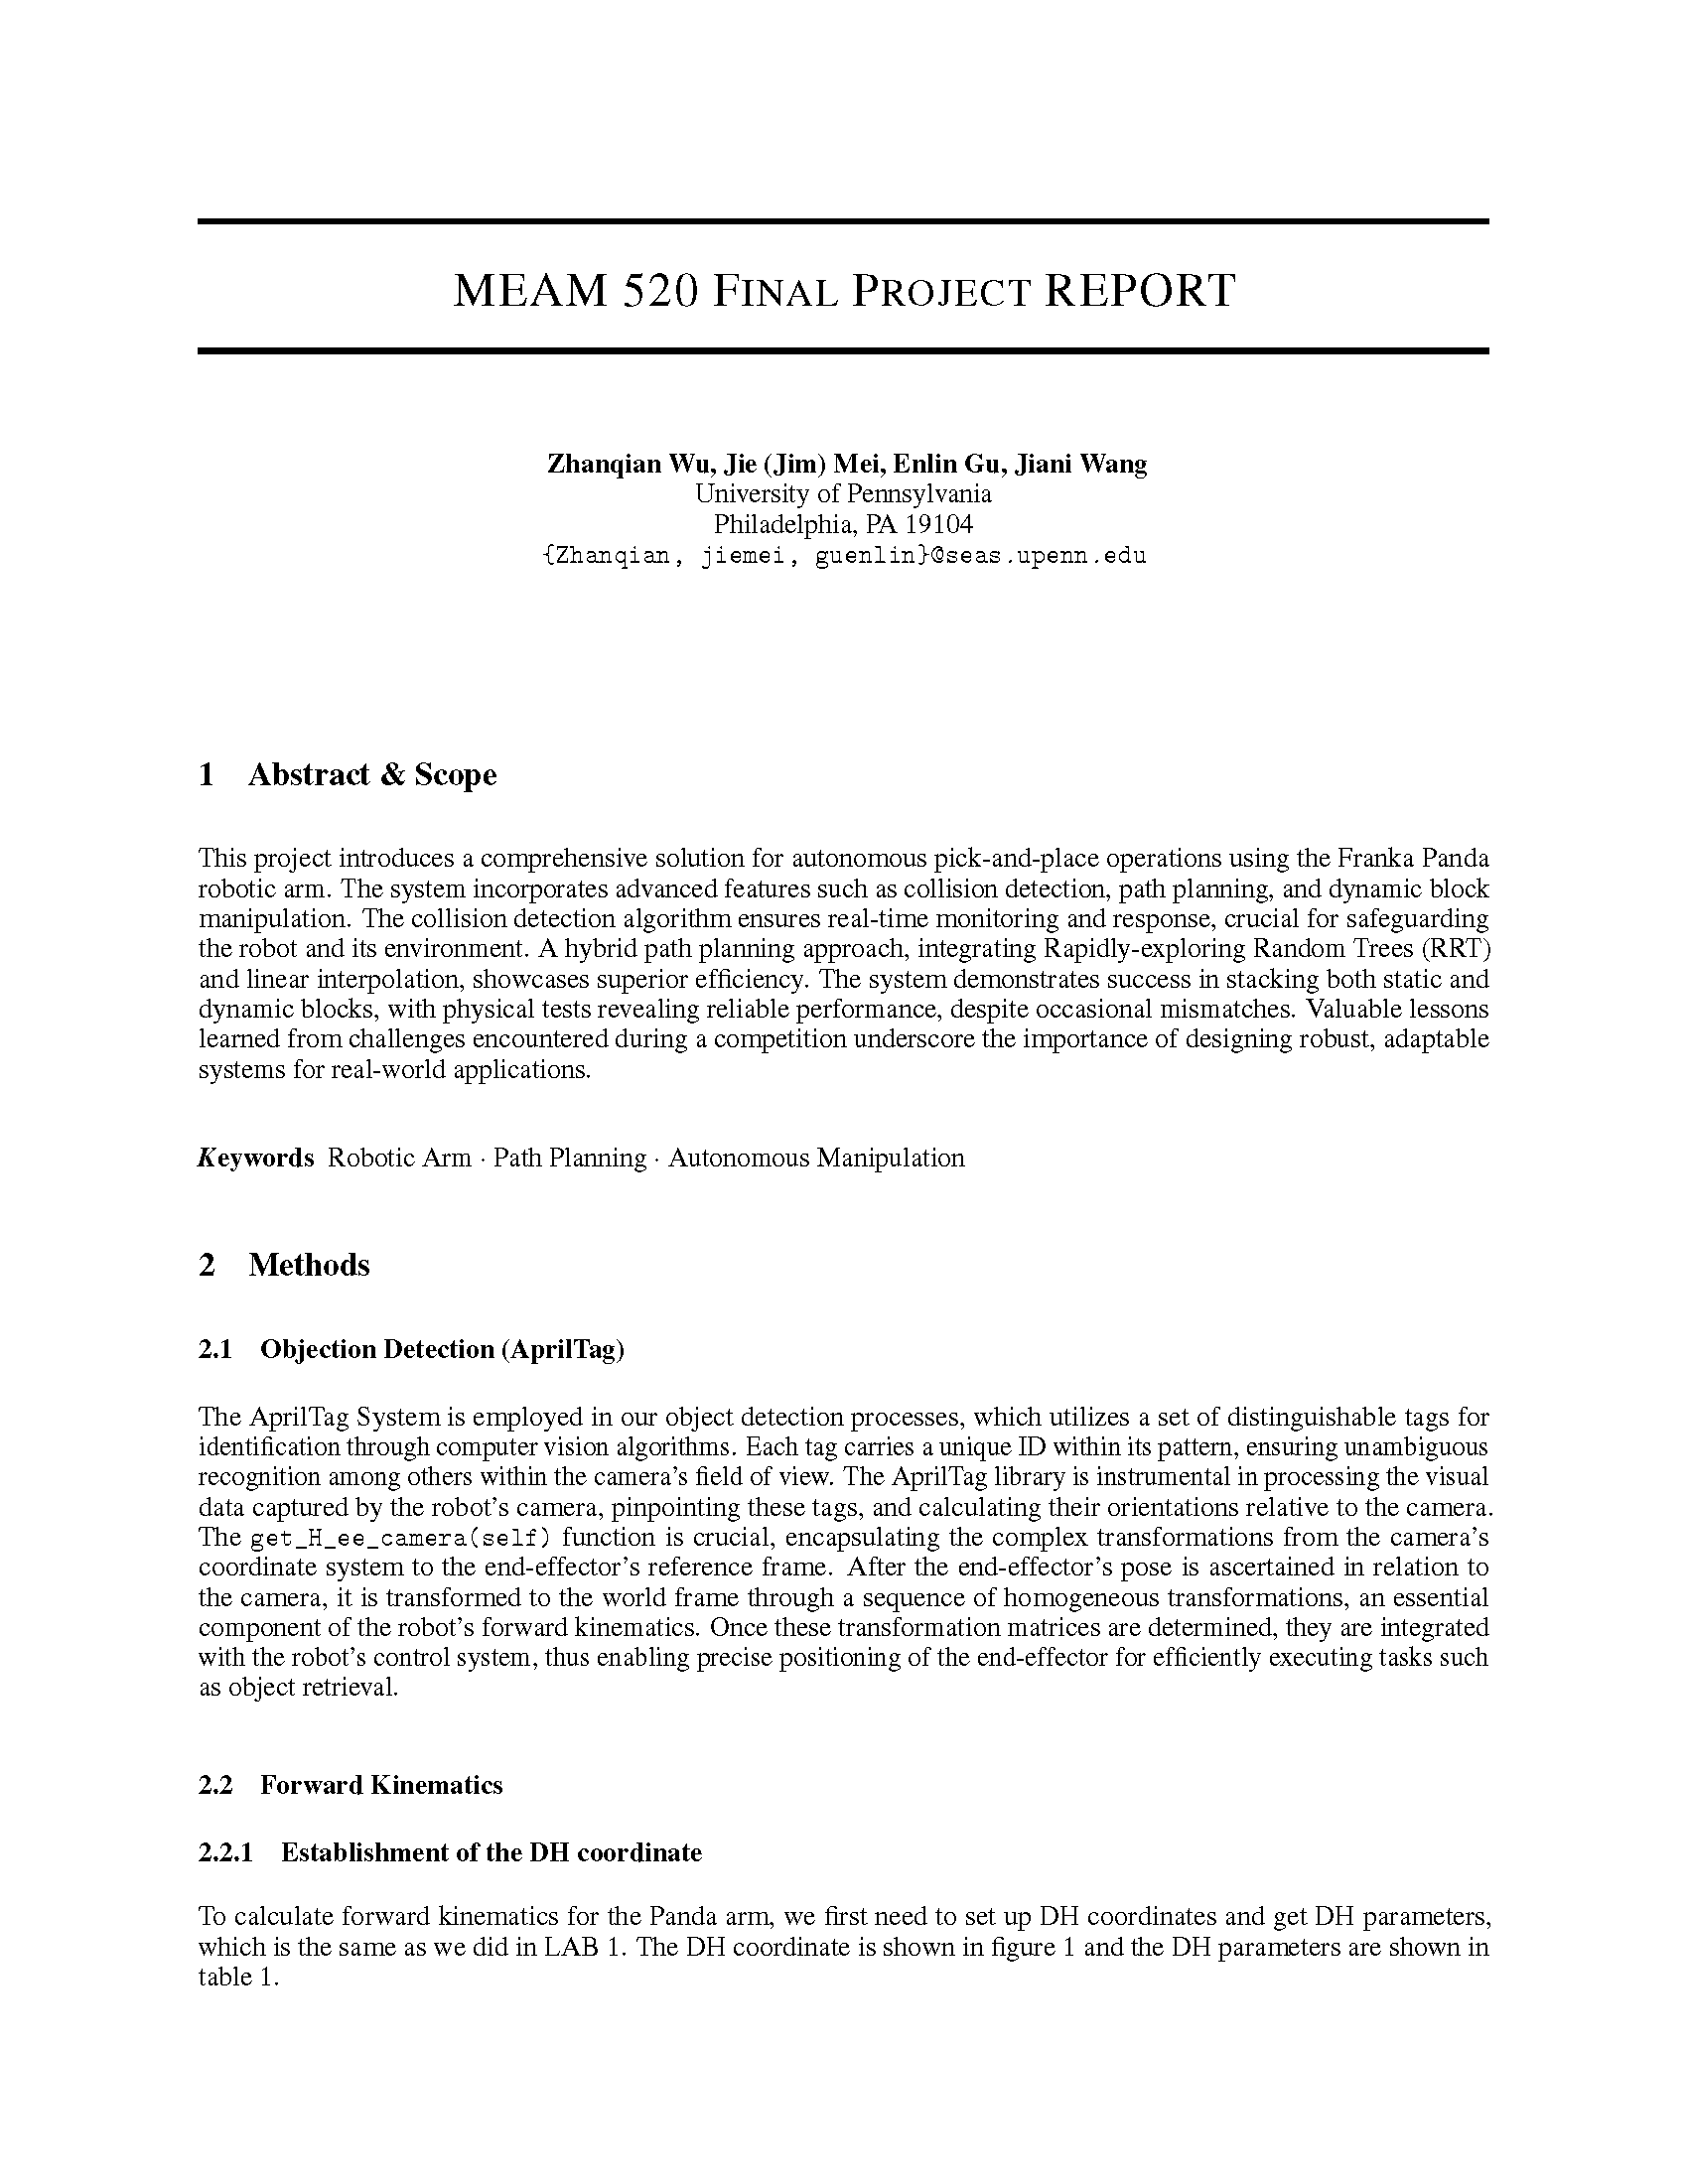 MEAM 520 FINAL PROJECT REPORT
Zhanqian Wu, Jie (Jim) Mei, Enlin Gu, Jiani Wang
University of Pennsylvania
Philadelphia, PA 19104
{Zhanqian, jiemei, guenlin}@seas.upenn.edu
1 Abstract & Scope
This project introduces a comprehensive solution for autonomous pick-and-place operations using the Franka Panda
robotic arm. The system incorporates advanced features such as collision detection, path planning, and dynamic block
manipulation. The collision detection algorithm ensures real-time monitoring and response, crucial for safeguarding
the robot and its environment. A hybrid path planning approach, integrating Rapidly-exploring Random Trees (RRT)
and linear interpolation, showcases superior efficiency. The system demonstrates success in stacking both static and
dynamic blocks, with physical tests revealing reliable performance, despite occasional mismatches. Valuable lessons
learned from challenges encountered during a competition underscore the importance of designing robust, adaptable
systems for real-world applications.
Keywords Robotic Arm · Path Planning · Autonomous Manipulation
2 Methods
2.1 Objection Detection (AprilTag)
The AprilTag System is employed in our object detection processes, which utilizes a set of distinguishable tags for
identification through computer vision algorithms. Each tag carries a unique ID within its pattern, ensuring unambiguous
recognition among others within the camera's field of view. The AprilTag library is instrumental in processing the visual
data captured by the robot's camera, pinpointing these tags, and calculating their orientations relative to the camera.
The get_H_ee_camera(self) function is crucial, encapsulating the complex transformations from the camera's
coordinate system to the end-effector's reference frame. After the end-effector's pose is ascertained in relation to
the camera, it is transformed to the world frame through a sequence of homogeneous transformations, an essential
component of the robot's forward kinematics. Once these transformation matrices are determined, they are integrated
with the robot's control system, thus enabling precise positioning of the end-effector for efficiently executing tasks such
as object retrieval.
2.2 Forward Kinematics
2.2.1 Establishment of the DH coordinate
To calculate forward kinematics for the Panda arm, we first need to set up DH coordinates and get DH parameters,
which is the same as we did in LAB 1. The DH coordinate is shown in figure 1 and the DH parameters are shown in
table 1.